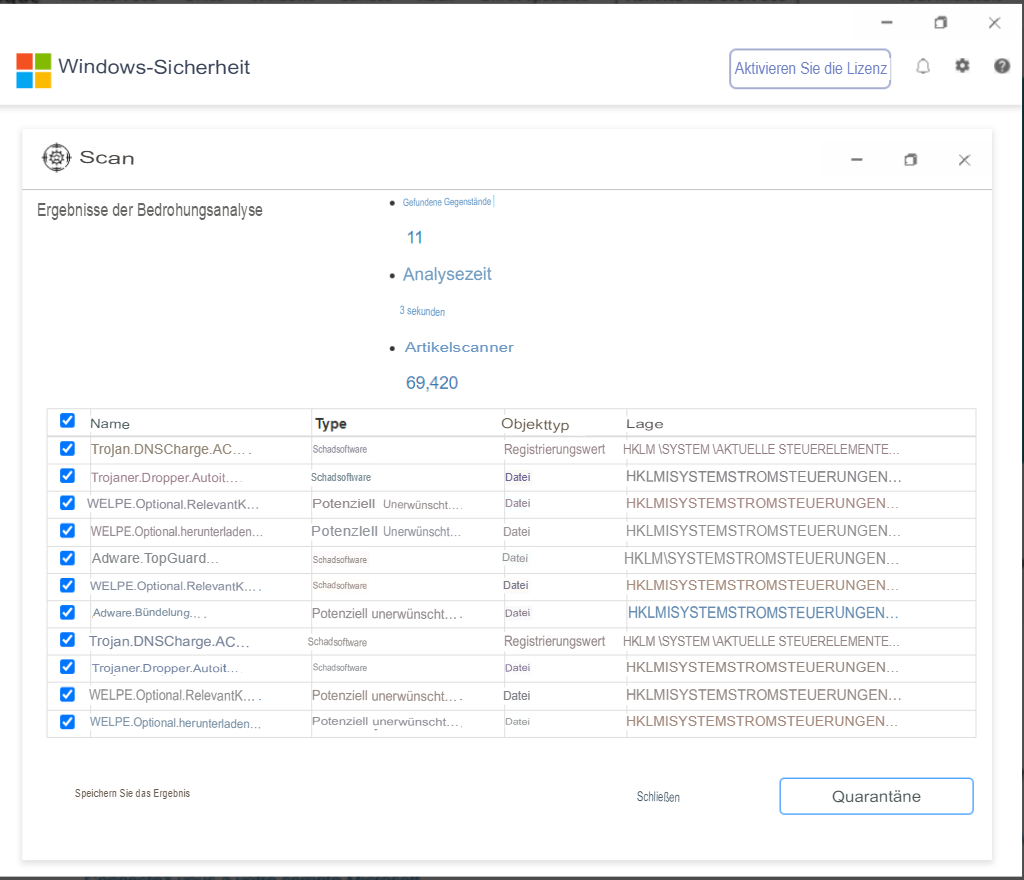 Windows-Sicherheit
Aktivieren Sie die Lizenz
Scan
Ergebnisse der Bedrohungsanalyse
Gefundene Gegenstände
11
Analysezeit
3 sekunden
Artikelscanner
69,420
Name Type Objekttyp Lage
Trojan.DNSCharge.AC.... Schadsoftware Registrierungswert HKLM \SYSTEM \AKTUELLE STEUERELEMENTE...
Trojaner.Dropper.Autoit.... Schadsoftware Datei HKLMISYSTEMSTROMSTEUERUNGEN...
WELPE.Optional.RelevantK... Potenziell Unerwünscht.... Datei HKLMISYSTEMSTROMSTEUERUNGEN...
WELPE.Optional.herunterladen... Potenzlell Unerwünscht... Datei HKLMISYSTEMSTROMSTEUERUNGEN...
Adware.TopGuard... Schadsoftware Datei HKLM\SYSTEMSTROMSTEUERUNGEN...
WELPE.Optional.RelevantK.... Schadsoftware Datei HKLMISYSTEMSTROMSTEUERUNGEN...
Adware.Bündelung.... Potenziell unerwünscht.... Datei HKLMISYSTEMSTROMSTEUERUNGEN...
Trojan.DNSCharge.AC... Schadsoftware Registrierungswert HKLM \SYSTEM \AKTUELLE STEUERELEMENTE...
Trojaner.Dropper.Autoit... Schadsoftware Datei HKLMISYSTEMSTROMSTEUERUNGEN...
WELPE.Optional.RelevantK.... Potenziell unerwünscht.... Datei HKLMISYSTEMSTROMSTEUERUNGEN...
WELPE.Optional.herunterladen... Potenziell unerwünscht.... Datei HKLMISYSTEMSTROMSTEUERUNGEN...
Speichern Sie das Ergebnis
Schließen
Quarantäne